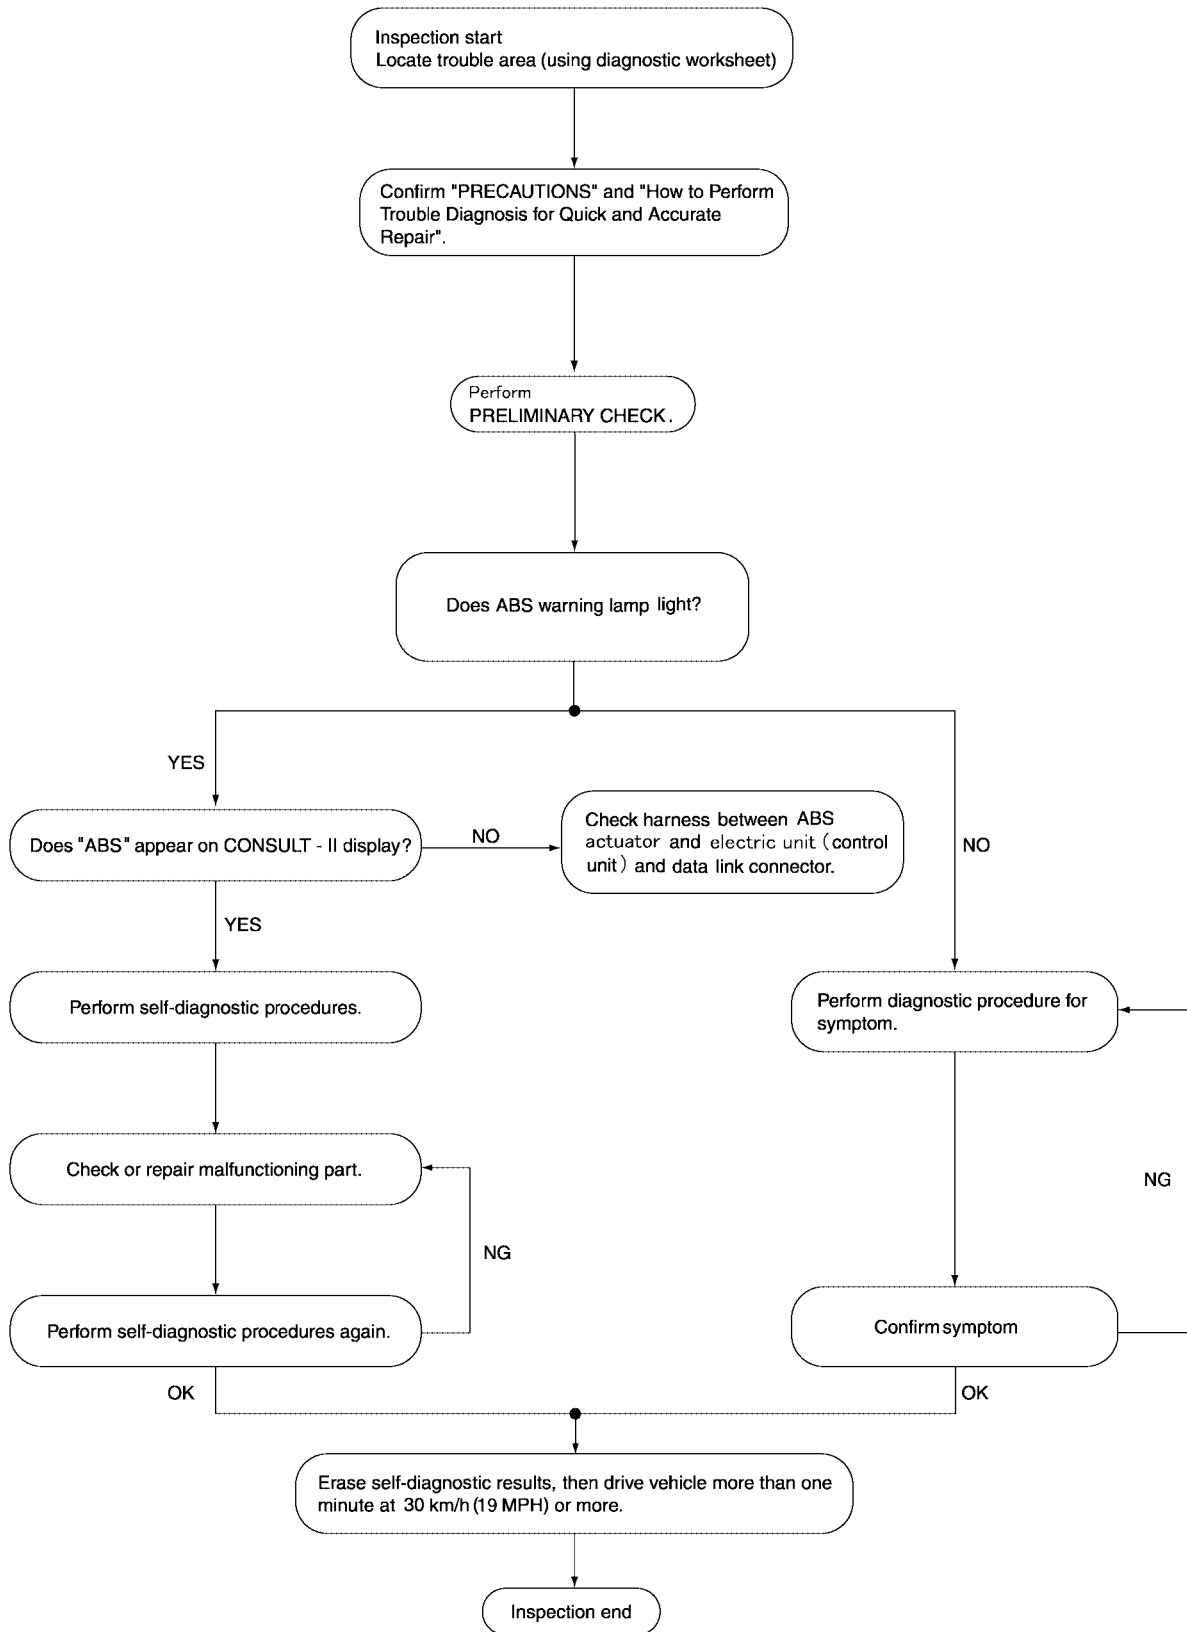 Inspection start
Locate trouble area (using diagnostic worksheet)
Confirm "PRECAUTIONS" and "How to Perform
Trouble Diagnosis for Quick and Accurate
Repair".
Perform
PRELIMINARY CHECK.
Does ABS warning lamp light?
YES
NO
Does "ABS" appear on CONSULT - II display?
NO
Check harness between ABS
actuator and electric unit (control
unit) and data link connector.
YES
Perform self-diagnostic procedures.
Perform diagnostic procedure for
symptom.
Check or repair malfunctioning part.
NG
NG
Perform self-diagnostic procedures again.
Confirm symptom
OK
OK
Erase self-diagnostic results, then drive vehicle more than one
minute at 30 km/h (19 MPH) or more.
Inspection end